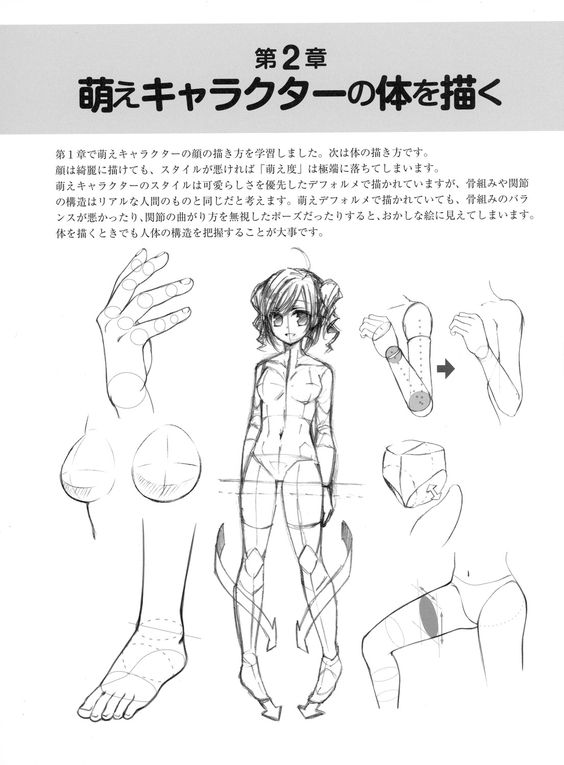 第2章
萌えキャラクターの体を描く
第１章で萌えキャラクターの顔の描き方を学習しました。次は体の描き方です。
顔は綺麗に描けても、スタイルが悪ければ「萌え度」は極端に落ちてしまいます。
萌えキャラクターのスタイルは可愛らしさを優先したデフォルメで描かれていますが、骨組みや関節
の構造はリアルな人間のものと同じだと考えます。萌えデフォルメで描かれていても、骨組みのバラ
ンスが悪かったり、関節の曲がり方を無視したポーズだったりすると、おかしな絵に見えてしまいます。
体を描くときでも人体の構造を把握することが大事です。